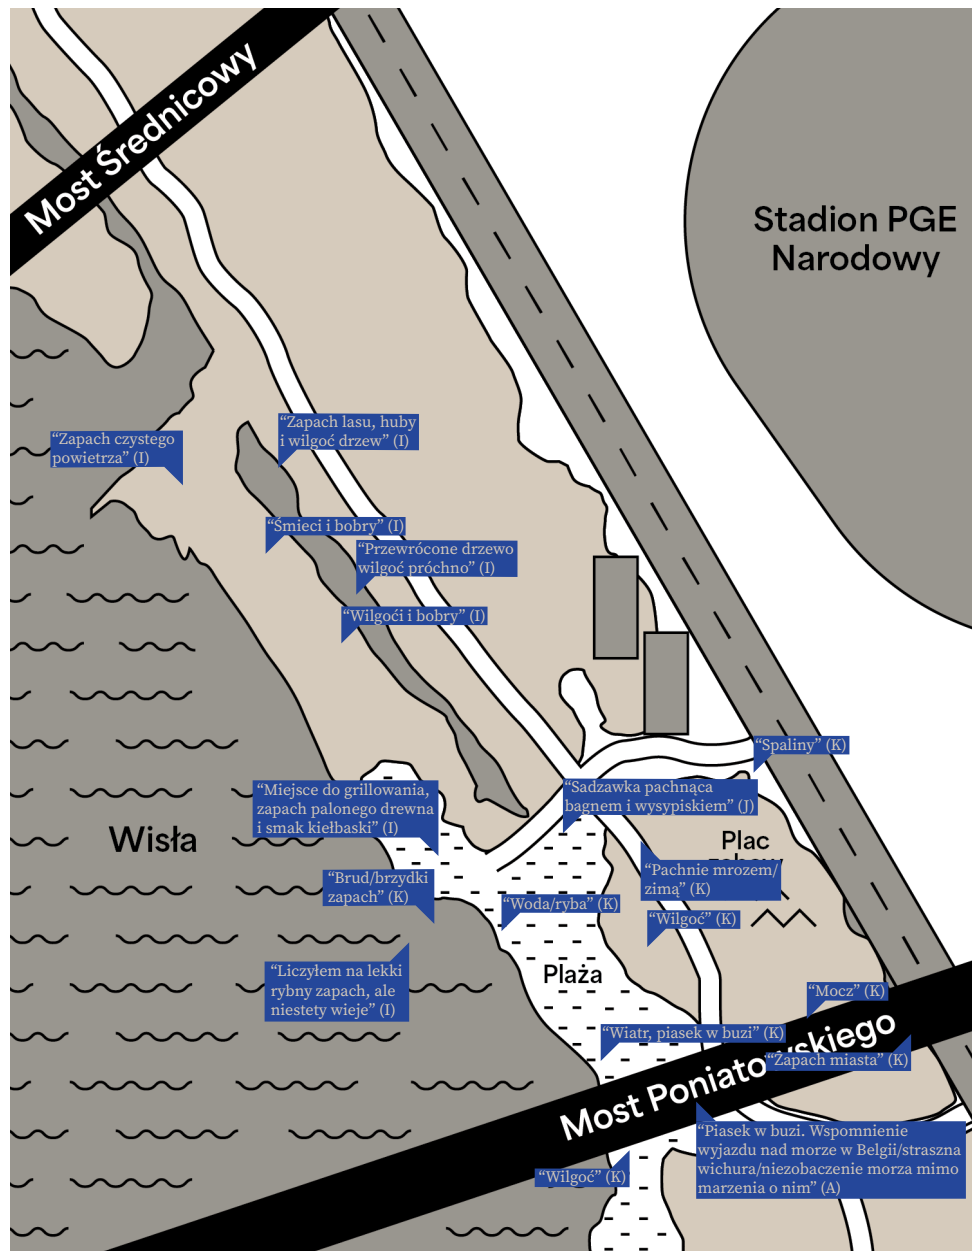 Most Średnicowy
Stadion PGE
Narodowy
“Zapach lasu, huby
i wilgoć drzew” (I)
“Zapach czystego
powietrza” (I)
“Śmieci i bobry” (I)
“Przewrócone drzewo
wilgoć próchno” (I)
“Wilgoći i bobry” (I)
“Spaliny” (K)
“Miejsce do grillowania,
zapach palonego drewna
i smak kiełbaski” (I)
“Sadzawka pachnąca
bagnem i wysypiskiem” (J)
Wisła
Plac
zabaw
“Pachnie mrozem/
zimą” (K)
“Brud/brzydki
zapach” (K)
“Woda/ryba” (K)
“Wilgoć” (K)
“Liczyłem na lekki
rybny zapach, ale
niestety wieje” (I)
Plaża
“Mocz” (K)
“Wiatr, piasek w buzi” (K)
“Zapach miasta” (K)
Most Poniatowskiego
“Piasek w buzi. Wspomnienie
wyjazdu nad morze w Belgii/straszna
wichura/niezobaczenie morza mimo
marzenia o nim” (A)
“Wilgoć” (K)